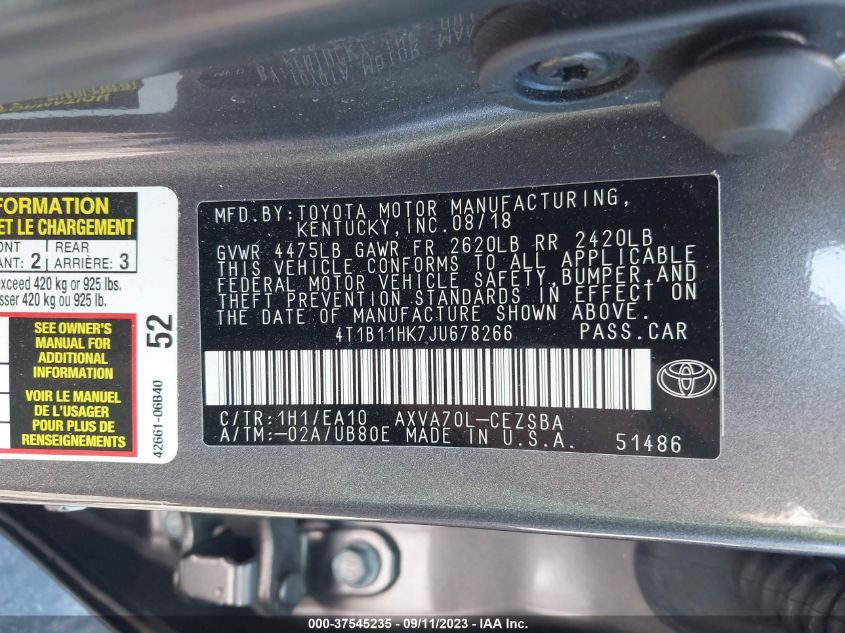 FORMATION
ET LE CHARGEMENT
ONT REAR
ANT: 2 ARRIÈRE: 3
exceed 420 kg or 925 lbs.
sser 420 kg ou 925 lb.
SEE OWNER'S
MANUAL FOR
ADDITIONAL
INFORMATION
VOIR LE MANUEL
DE L'USAGER
POUR PLUS DE
RENSEIGNEMENTS
52
42661-06B40
MFD.BY:TOYOTA MOTOR MANUFACTURING,
KENTUCKY,INC.08/18
GVWR 4475LB GAWR FR 2620LB RR 2420LB
THIS VEHICLE CONFORMS TO ALL APPLICABLE
FEDERAL MOTOR VEHICLE SAFETY,BUMPER,AND
THEFT PREVENTION STANDARDS IN EFFECT ON
THE DATE OF MANUFACTURE SHOWN ABOVE.
4T1B11HK7JU678266 PASS.CAR
C/TR:1H1/EA10 AXVA70L-CEZSBA
A/TM:-02A/UB80E MADE IN U.S.A. 51486
000-37545235 - 09/11/2023 - IAA Inc.